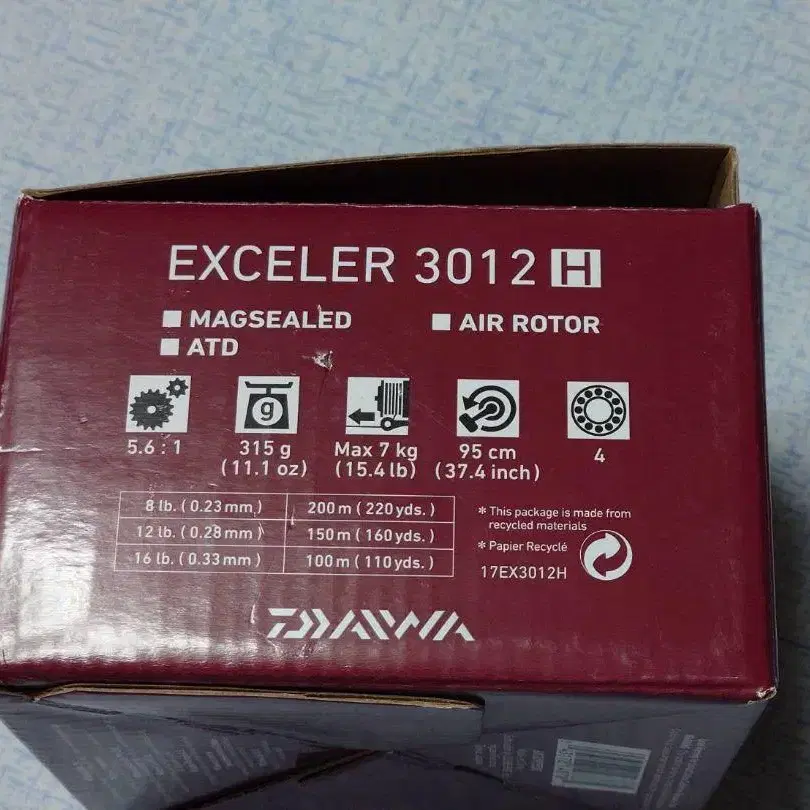 EXCELER 3012 H
MAGSEALED AIR ROTOR
ATD
g
5.6 : 1 315 g Max 7 kg 95 cm 4
(11.1 oz) (15.4 lb) (37.4 inch)
8 lb. ( 0.23 mm ) 200 m ( 220 yds. )
12 lb. ( 0.28 mm ) 150 m ( 160 yds. )
16 lb. ( 0.33 mm ) 100 m ( 110 yds. )
* This package is made from
recycled materials
* Papier Recyclé
17EX3012H
DAIWA